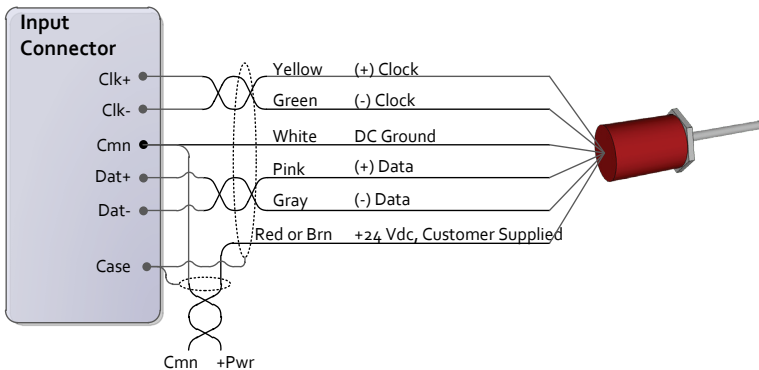 Input
Connector
Clk+ Yellow (+) Clock
Clk- Green (-) Clock
Cmn White DC Ground
Dat+ Pink (+) Data
Dat- Gray (-) Data
Red or Brn +24 Vdc, Customer Supplied
Case
Cmn +Pwr